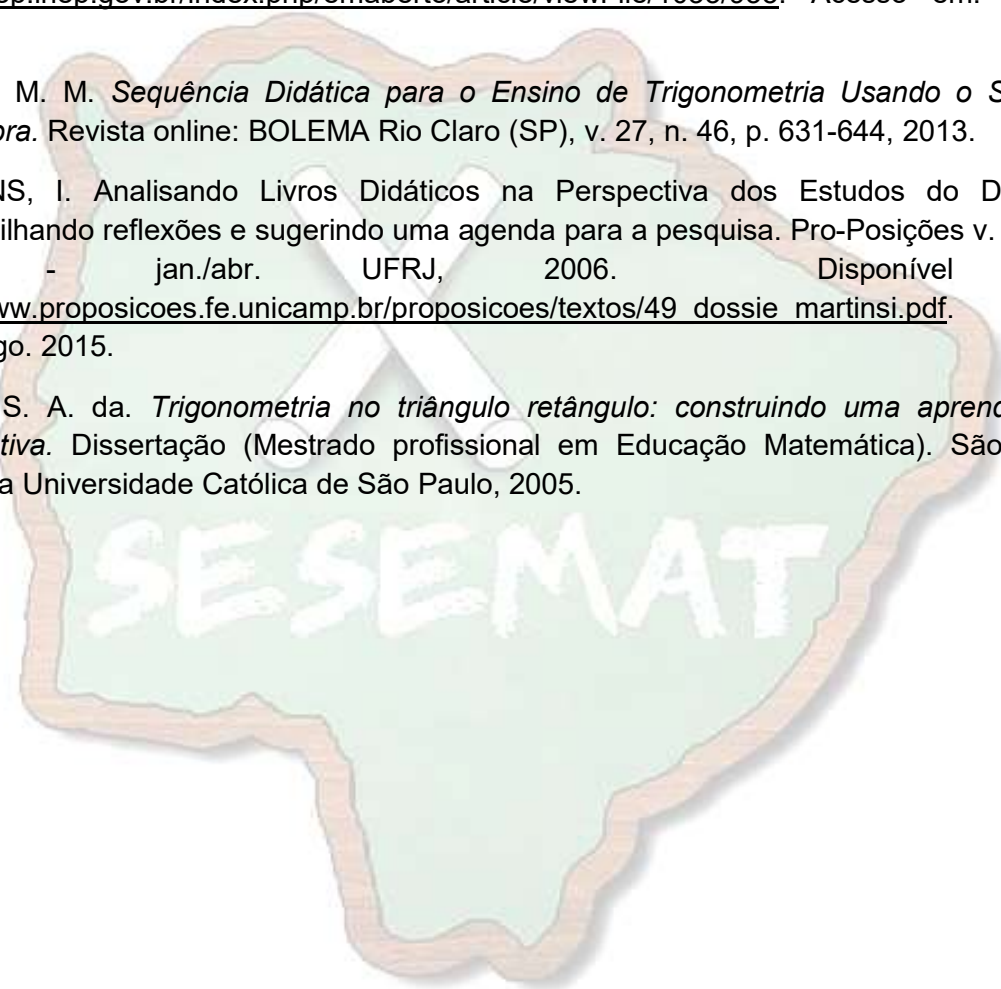 M. M. Sequência Didática para o Ensino de Trigonometria Usando o S
ora. Revista online: BOLEMA Rio Claro (SP), v. 27, n. 46, p. 631-644, 2013.
NS, I. Analisando Livros Didáticos na Perspectiva dos Estudos do D
ilhando reflexões e sugerindo uma agenda para a pesquisa. Pro-Posições v.
- jan./abr. UFRJ, 2006. Disponível
ww.proposicoes.fe.unicamp.br/proposicoes/textos/49_dossie_martinsi.pdf.
go. 2015.
S. A. da. Trigonometria no triângulo retângulo: construindo uma apren
tiva. Dissertação (Mestrado profissional em Educação Matemática). São
a Universidade Católica de São Paulo, 2005.
SESEMAT